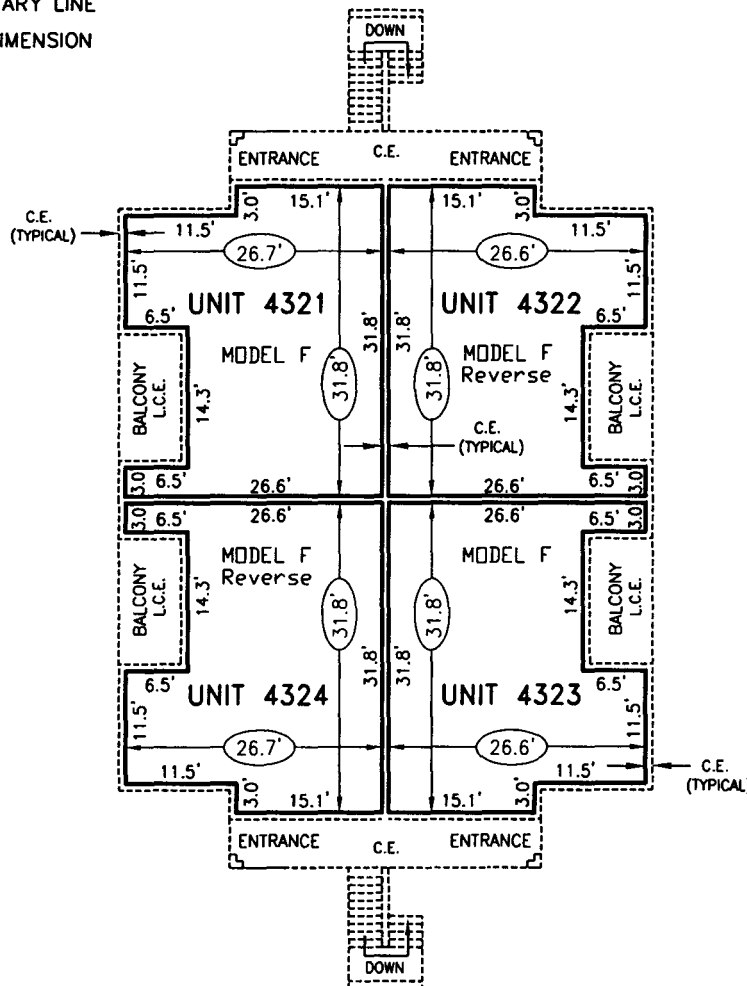 ARY LINE
IMENSION
DOWN
ENTRANCE C.E. ENTRANCE
C.E.
(TYPICAL)
15.1' 15.1'
3.0' 3.0'
11.5' 11.5'
26.7' 26.6'
11.5' 11.5'
UNIT 4321 UNIT 4322
6.5' 6.5'
31.8' 31.8'
MODEL F MODEL F
Reverse
31.8' 31.8'
BALCONY
L.C.E.
14.3' 14.3'
BALCONY
L.C.E.
C.E.
(TYPICAL)
3.0 6.5' 26.6' 26.6' 6.5' 3.0'
3.0 6.5' 26.6' 26.6' 6.5' 3.0'
MODEL F MODEL F
Reverse
BALCONY
L.C.E.
14.3' 14.3'
BALCONY
L.C.E.
31.8' 31.8'
31.8' 31.8'
6.5' 6.5'
UNIT 4324 UNIT 4323
11.5' 11.5'
26.7' 26.6'
11.5' 11.5'
C.E.
(TYPICAL)
3.0' 3.0'
15.1' 15.1'
ENTRANCE C.E. ENTRANCE
DOWN